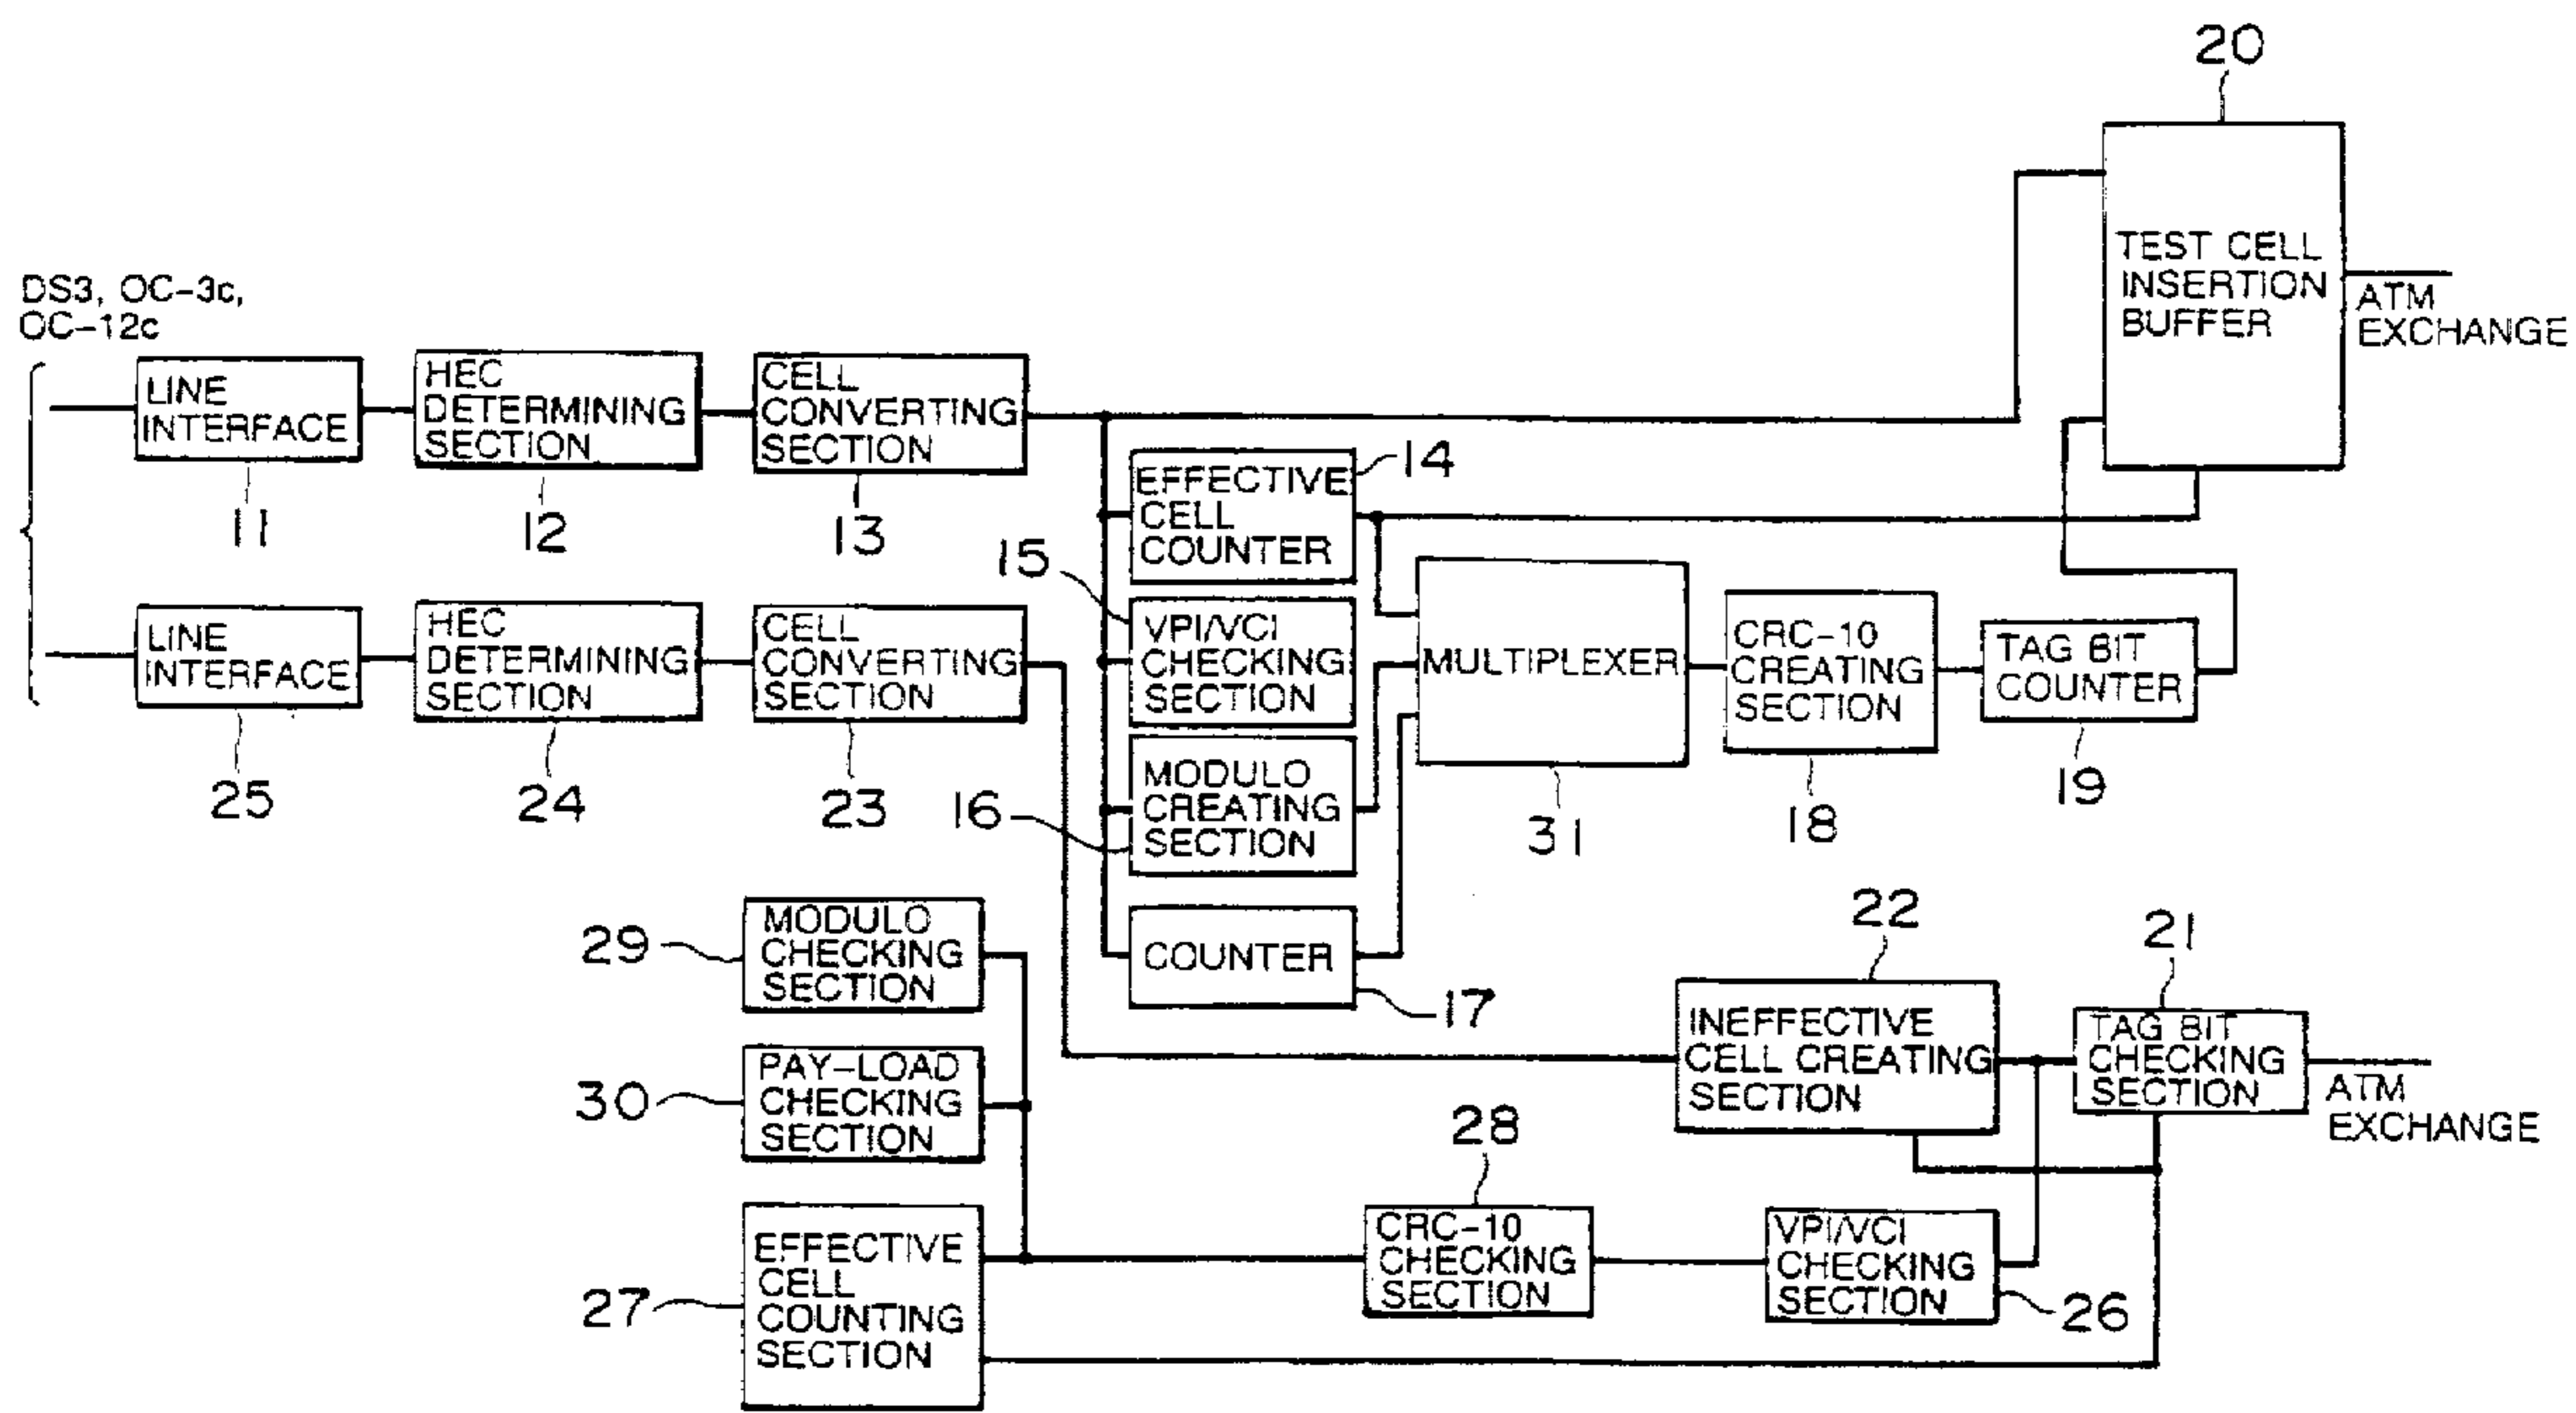 20
TEST CELL
INSERTION
BUFFER
ATM
EXCHANGE
DS3, OC-3c,
OC-12c
LINE
INTERFACE
11
HEC
DETERMINING
SECTION
12
CELL
CONVERTING
SECTION
13
EFFECTIVE
CELL
COUNTER
14
15
VPI/VCI
CHECKING
SECTION
MULTIPLEXER
31
CRC-10
CREATING
SECTION
18
TAG BIT
COUNTER
19
LINE
INTERFACE
25
HEC
DETERMINING
SECTION
24
CELL
CONVERTING
SECTION
23
16
MODULO
CREATING
SECTION
COUNTER
17
29
MODULO
CHECKING
SECTION
22
INEFFECTIVE
CELL CREATING
SECTION
21
TAG BIT
CHECKING
SECTION
ATM
EXCHANGE
30
PAY-LOAD
CHECKING
SECTION
27
EFFECTIVE
CELL
COUNTING
SECTION
28
CRC-10
CHECKING
SECTION
VPI/VCI
CHECKING
SECTION
26